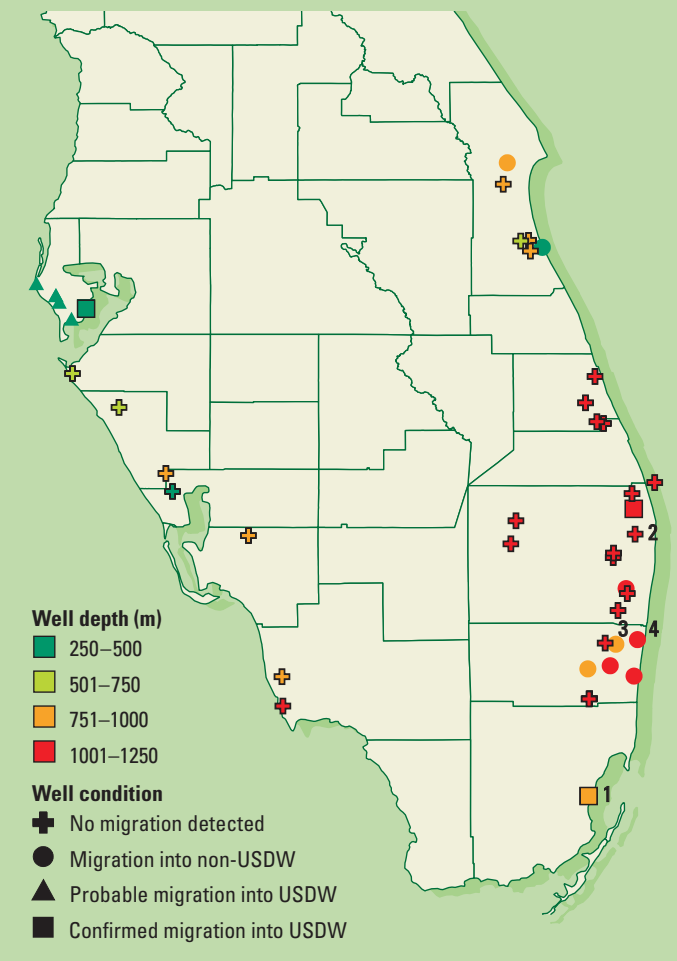 2
3 4
Well depth (m)
250–500
501–750
751–1000
1001–1250
1
Well condition
No migration detected
Migration into non-USDW
Probable migration into USDW
Confirmed migration into USDW